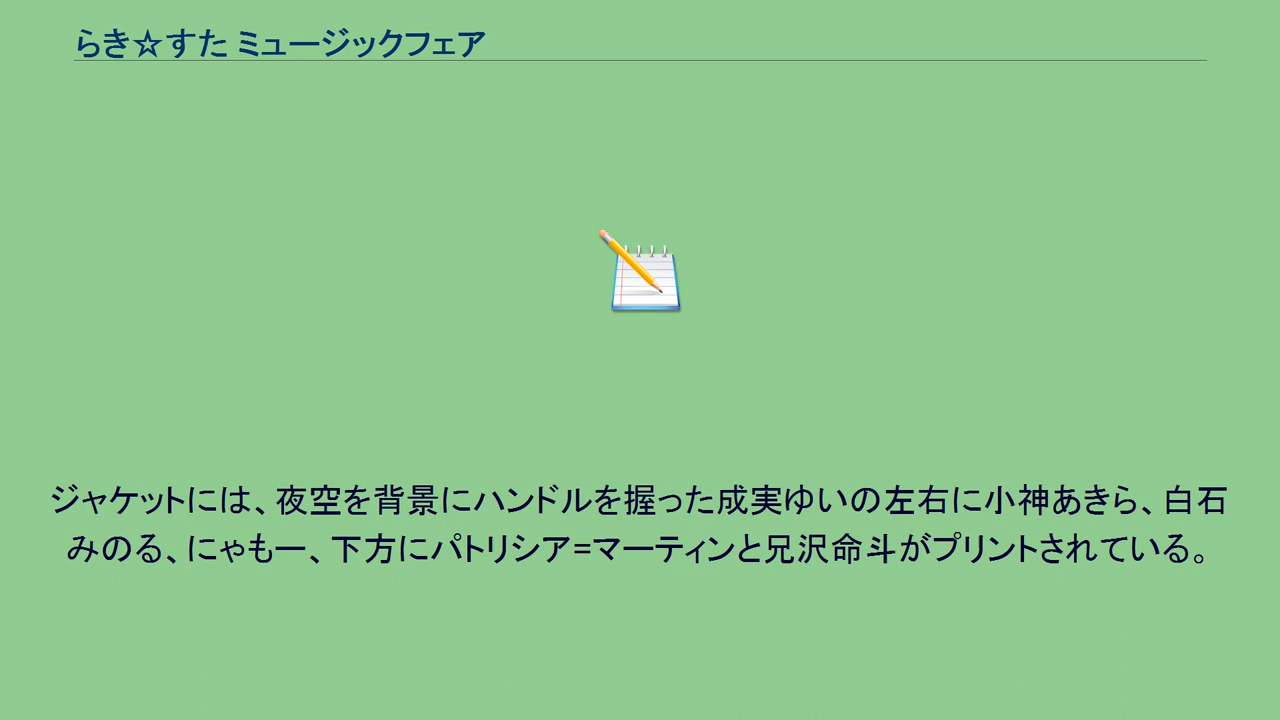 らき☆すた ミュージックフェア
ジャケットには、夜空を背景にハンドルを握った成実ゆいの左右に小神あきら、白石
みのる、にゃもー、下方にパトリシア=マーティンと兄沢命斗がプリントされている。